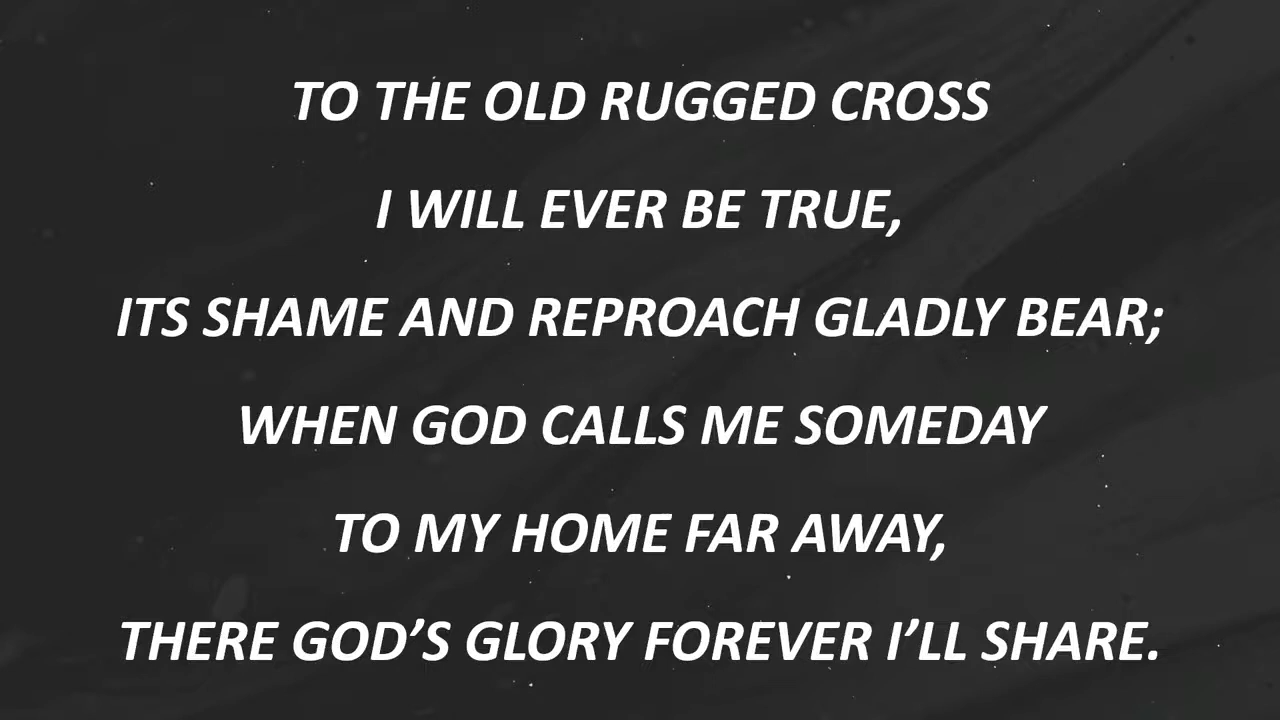 TO THE OLD RUGGED CROSS
I WILL EVER BE TRUE,
ITS SHAME AND REPROACH GLADLY BEAR;
WHEN GOD CALLS ME SOMEDAY
TO MY HOME FAR AWAY,
THERE GOD’S GLORY FOREVER I’LL SHARE.